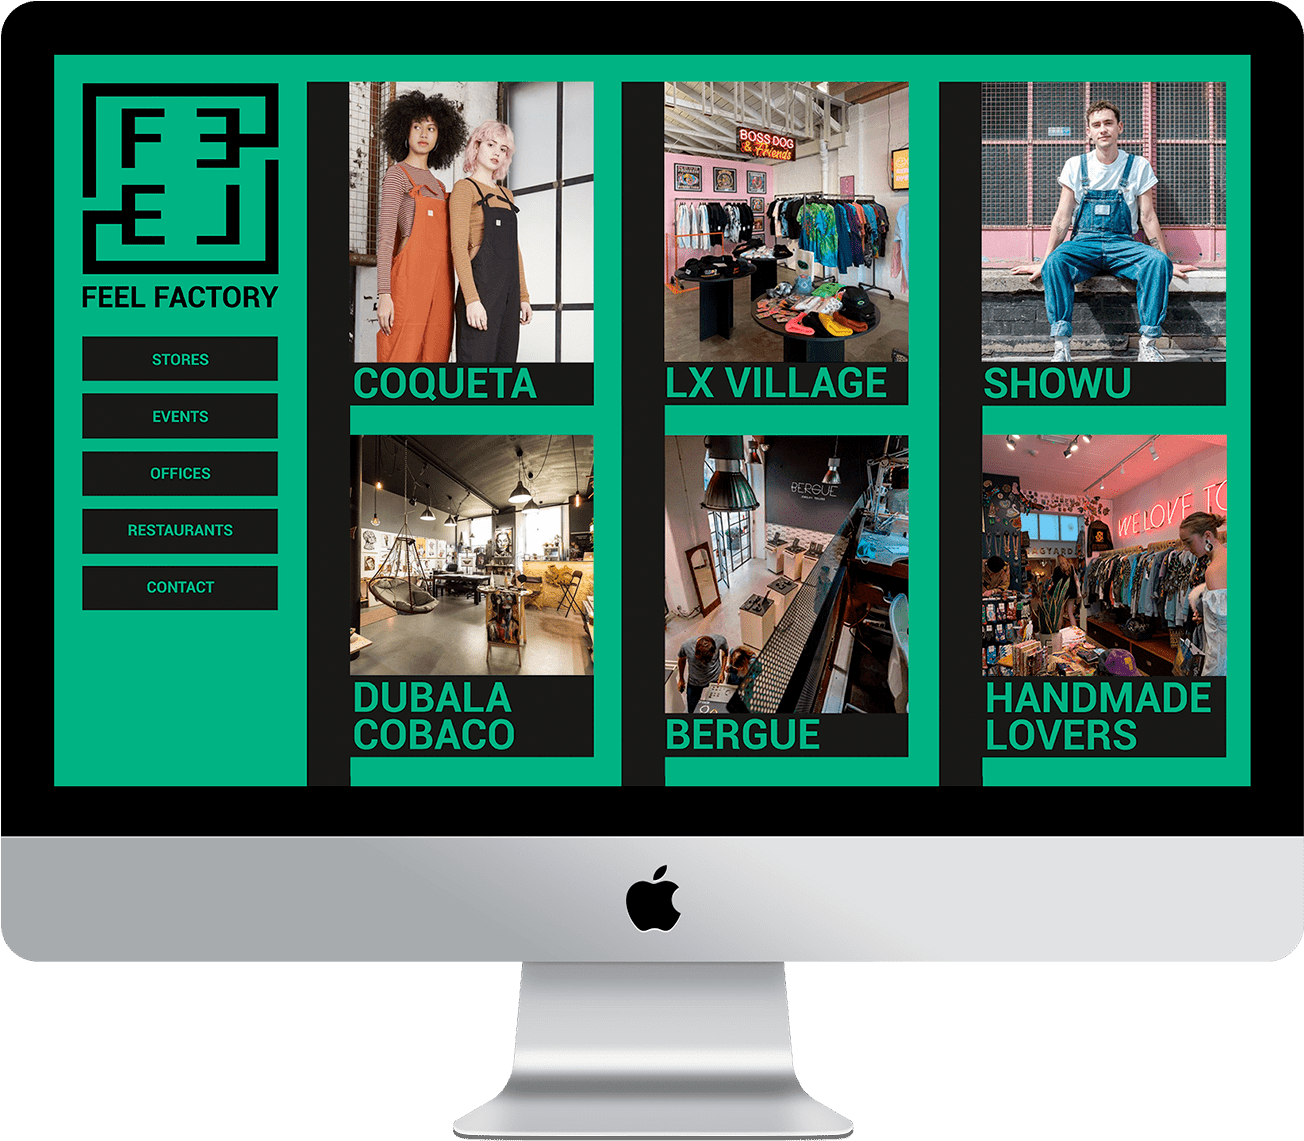 F E
E L
FEEL FACTORY
STORES
EVENTS
OFFICES
RESTAURANTS
CONTACT
COQUETA
BOSS DOG
& Friends
LX VILLAGE
SHOWU
DUBALA
COBACO
BERGUE
BERGUE
WE LOVE TO
GYARD
HANDMADE
LOVERS